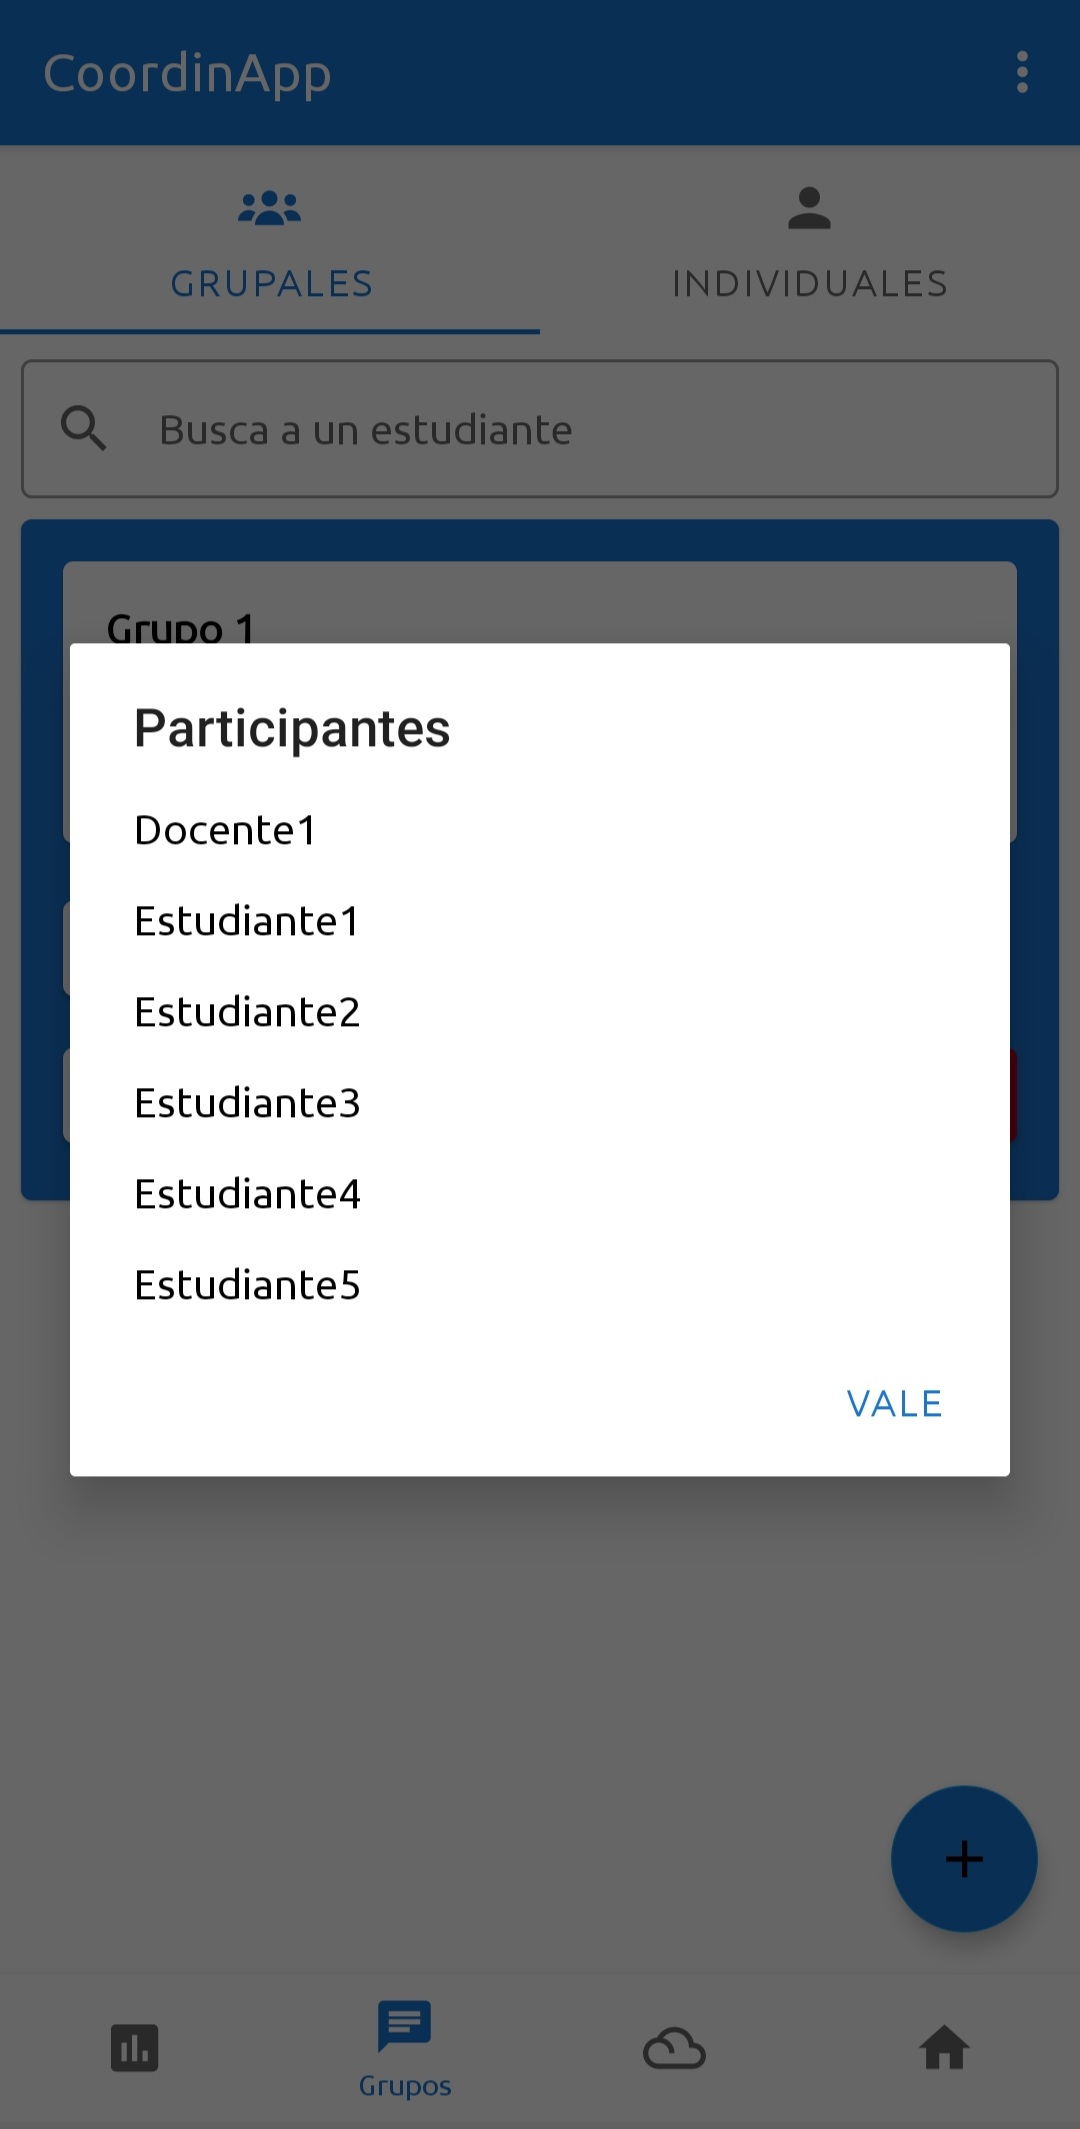 CoordinApp
GRUPALES
INDIVIDUALES
Busca a un estudiante
Grupo 1
Participantes
Docente1
Estudiante1
Estudiante2
Estudiante3
Estudiante4
Estudiante5
VALE
Grupos